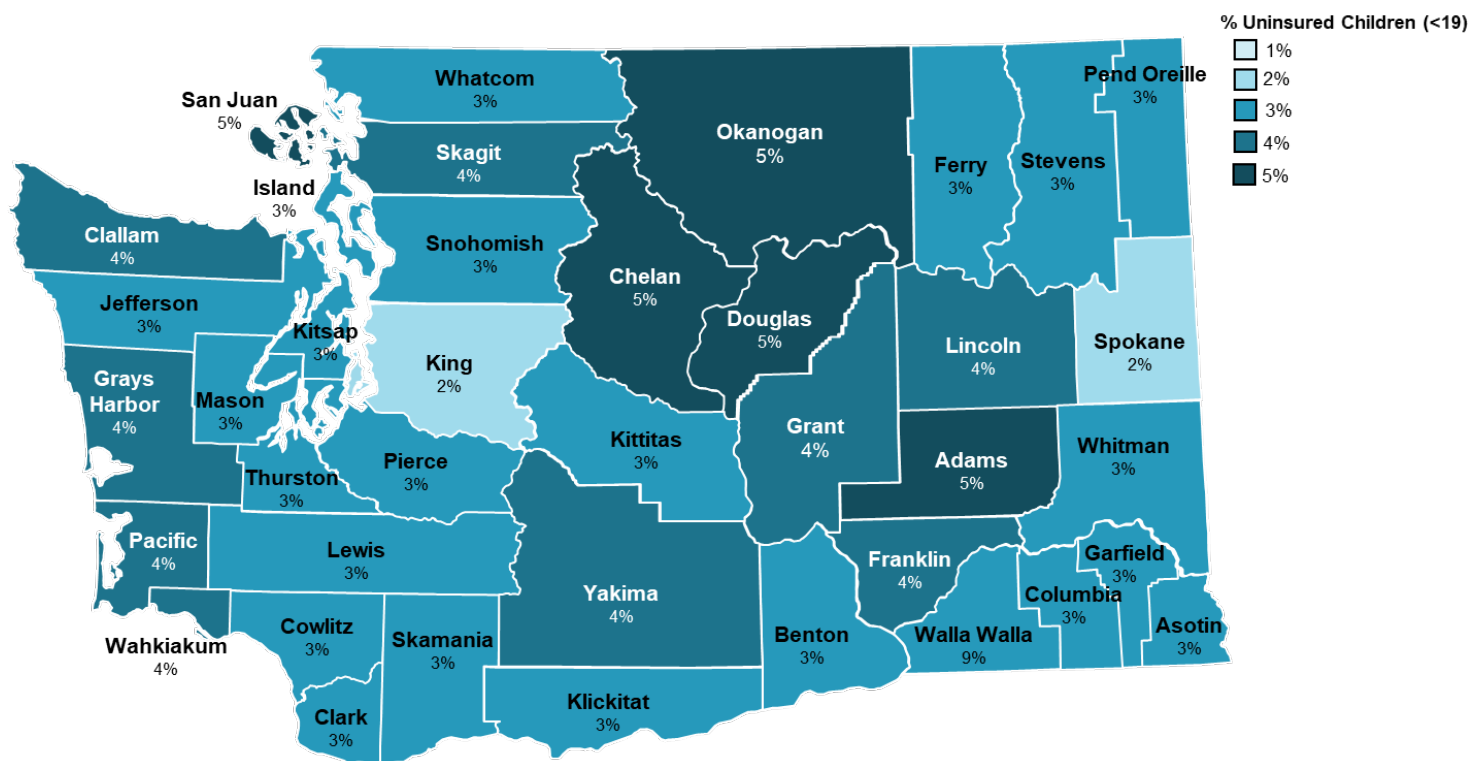 % Uninsured Children (<19)
1%
2%
3%
4%
5%
Whatcom
3%
San Juan
5%
Skagit
4%
Island
3%
Clallam
4%
Snohomish
3%
Jefferson
3%
Kitsap
3%
King
2%
Grays
Harbor
4%
Mason
3%
Thurston
3%
Pierce
3%
Pacific
4%
Lewis
3%
Wahkiakum
4%
Cowlitz
3%
Skamania
3%
Clark
3%
Okanogan
5%
Chelan
5%
Douglas
5%
Kittitas
3%
Grant
4%
Yakima
4%
Klickitat
3%
Benton
3%
Ferry
3%
Stevens
3%
Pend Oreille
3%
Lincoln
4%
Spokane
2%
Adams
5%
Whitman
3%
Franklin
4%
Walla Walla
9%
Columbia
3%
Garfield
3%
Asotin
3%